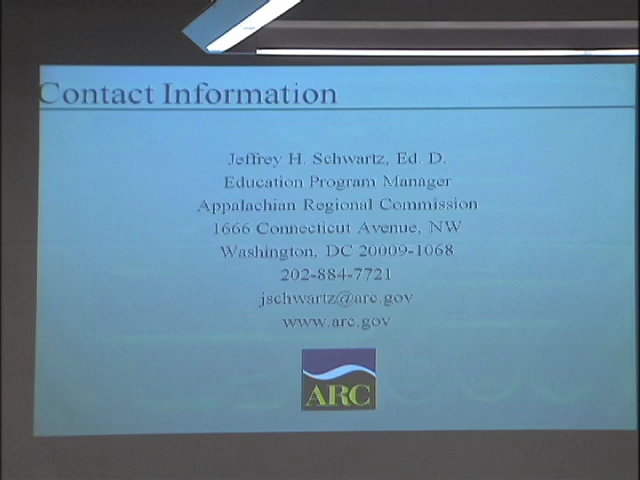 Contact Information
Jeffrey H. Schwartz, Ed. D.
Education Program Manager
Appalachian Regional Commission
1666 Connecticut Avenue, NW
Washington, DC 20009-1068
202-884-7721
jschwartz@arc.gov
www.arc.gov
ARC